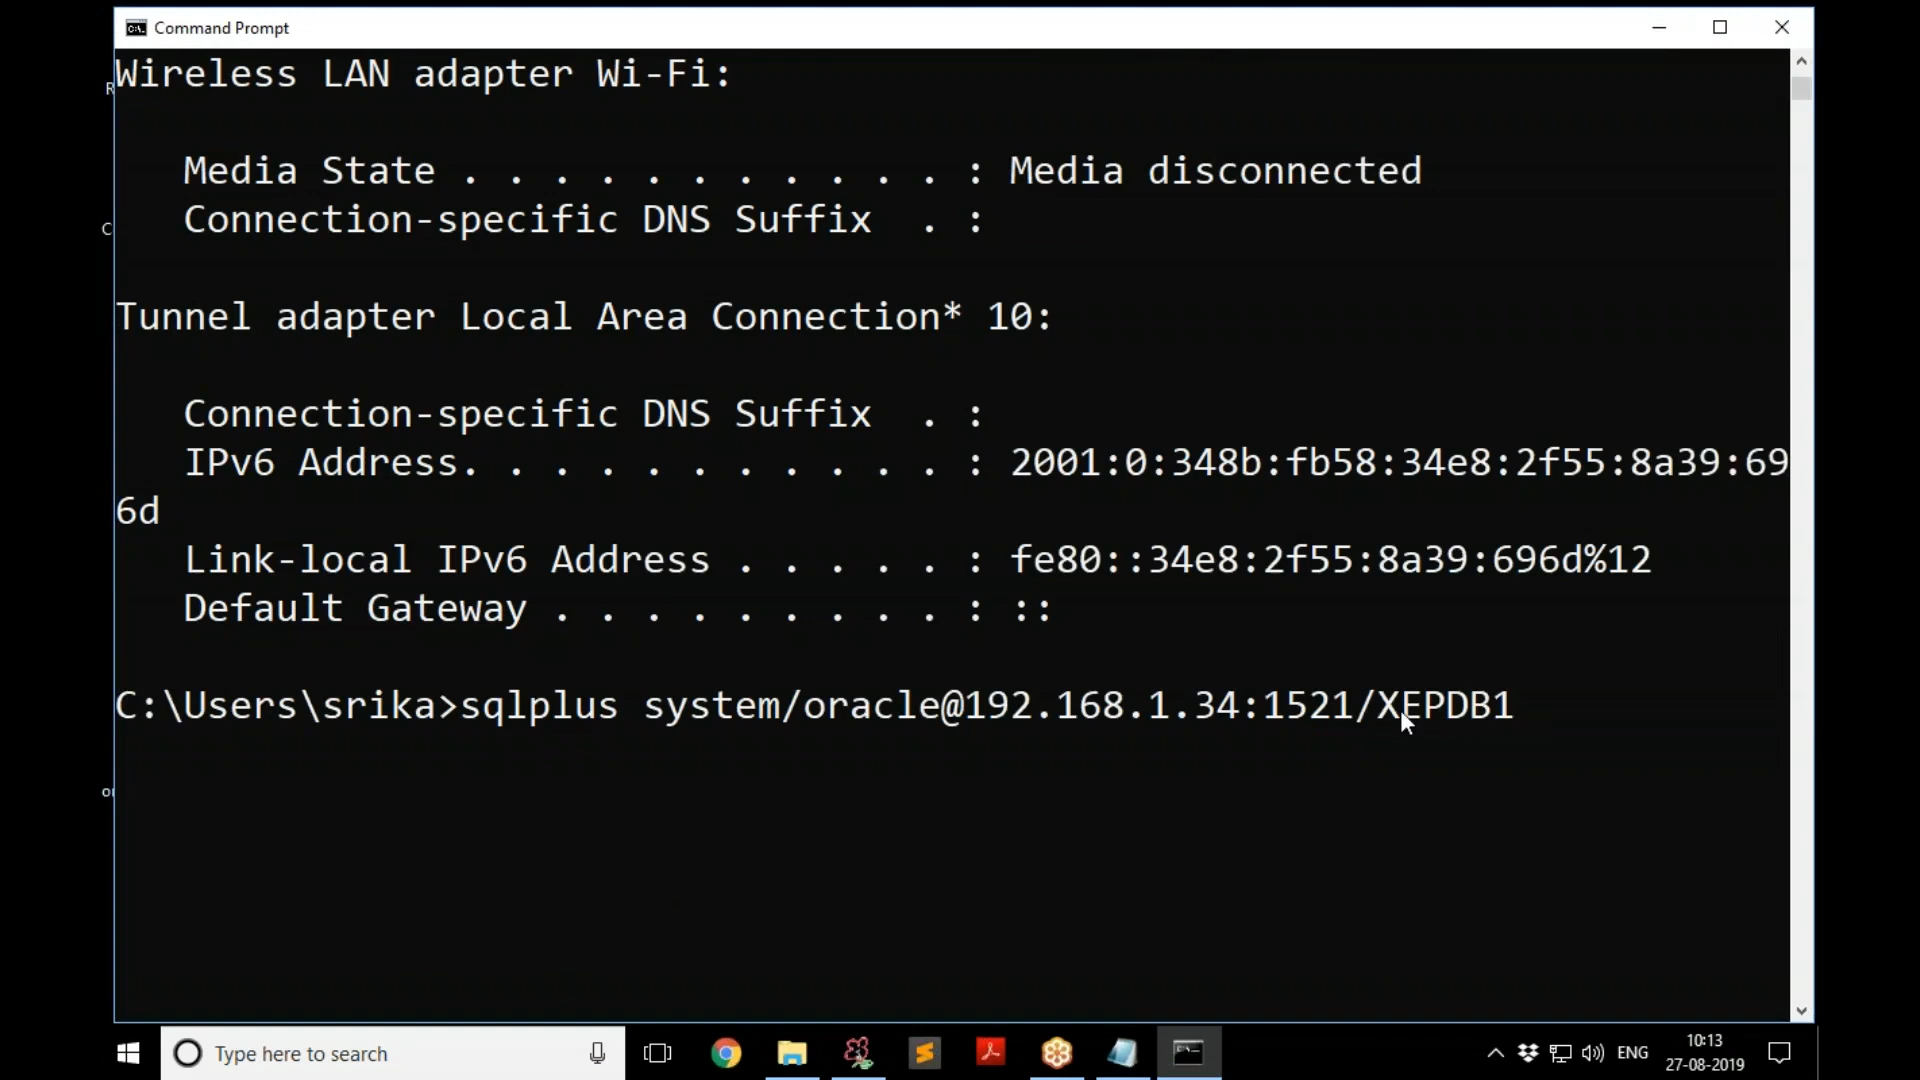 Command Prompt
Wireless LAN adapter Wi-Fi:
Media State . . . . . . . . . . . : Media disconnected
Connection-specific DNS Suffix  . :
Tunnel adapter Local Area Connection* 10:
Connection-specific DNS Suffix  . :
IPv6 Address. . . . . . . . . . . : 2001:0:348b:fb58:34e8:2f55:8a39:69
6d
Link-local IPv6 Address . . . . . : fe80::34e8:2f55:8a39:696d%12
Default Gateway . . . . . . . . . : ::
C:\Users\srika>sqlplus system/oracle@192.168.1.34:1521/XEPDB1
Type here to search
ENG
10:13
27-08-2019